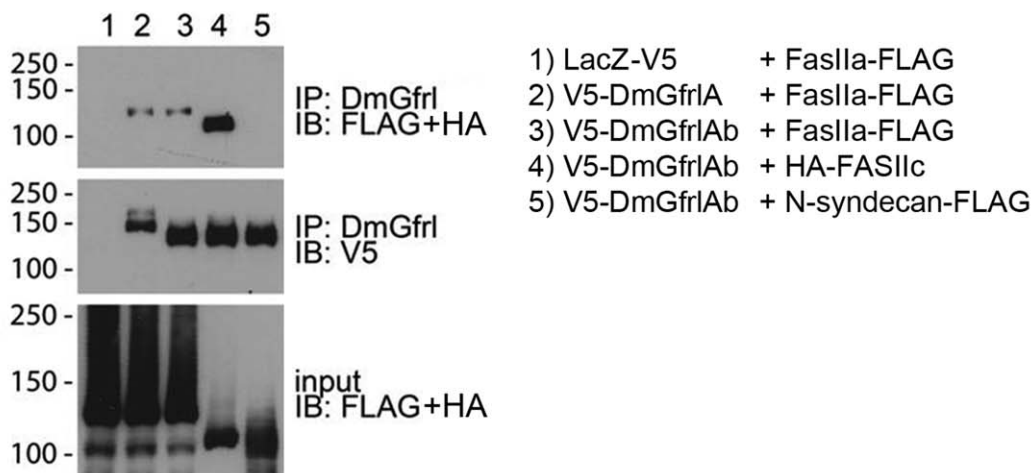 1 2 3 4 5
250 -
150 -
100 -
IP: DmGfrl
IB: FLAG+HA
250 -
150 -
100 -
IP: DmGfrl
IB: V5
250 -
150 -
100 -
input
IB: FLAG+HA
1) LacZ-V5 + FasIIa-FLAG
2) V5-DmGfrlA + FasIIa-FLAG
3) V5-DmGfrlAb + FasIIa-FLAG
4) V5-DmGfrlAb + HA-FASIIc
5) V5-DmGfrlAb + N-syndecan-FLAG